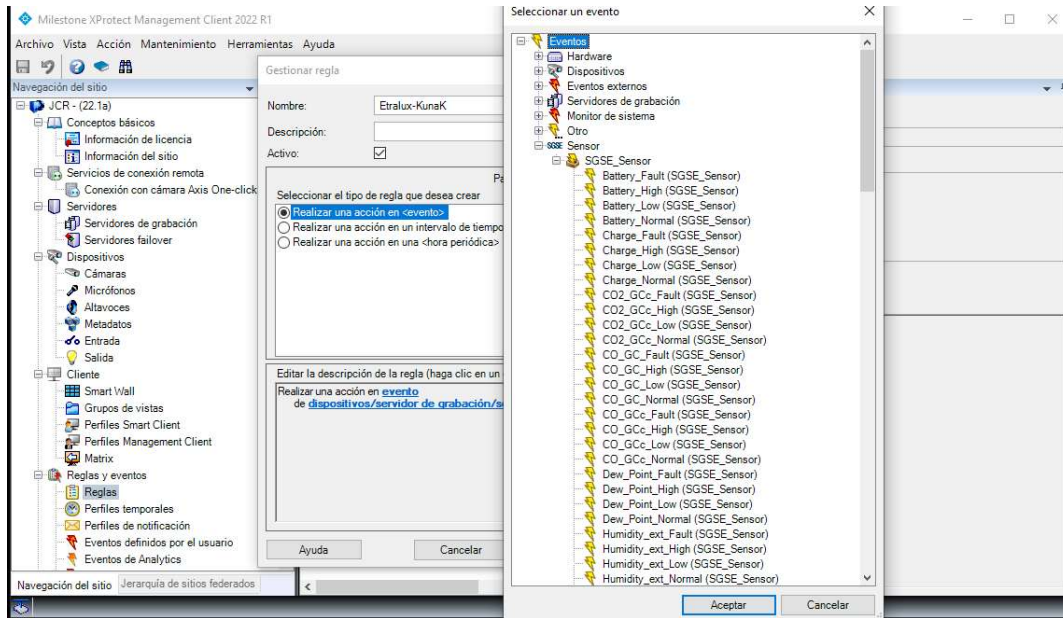 Milestone XProtect Management Client 2022 R1
Archivo Vista Acción Mantenimiento Herramientas Ayuda
Navegación del sitio
JCR - (22.1a)
Conceptos básicos
Información de licencia
Información del sitio
Servicios de conexión remota
Conexión con cámara Axis One-click
Servidores
Servidores de grabación
Servidores failover
Dispositivos
Cámaras
Micrófonos
Altavoces
Metadatos
Entrada
Salida
Cliente
Smart Wall
Grupos de vistas
Perfiles Smart Client
Perfiles Management Client
Matrix
Reglas y eventos
Reglas
Perfiles temporales
Perfiles de notificación
Eventos definidos por el usuario
Eventos de Analytics
Navegación del sitio Jerarquía de sitios federados
Gestionar regla
Nombre: Etralux-KunaK
Descripción:
Activo:
Seleccionar el tipo de regla que desea crear
Realizar una acción en <evento>
Realizar una acción en un intervalo de tiempo
Realizar una acción en una <hora periódica>
Editar la descripción de la regla (haga clic en un
Realizar una acción en evento
de dispositivos/servidor de grabación/
Ayuda Cancelar
Seleccionar un evento
Eventos
Hardware
Dispositivos
Eventos externos
Servidores de grabación
Monitor de sistema
Otro
SGSE Sensor
SGSE_Sensor
Battery_Fault (SGSE_Sensor)
Battery_High (SGSE_Sensor)
Battery_Low (SGSE_Sensor)
Battery_Normal (SGSE_Sensor)
Charge_Fault (SGSE_Sensor)
Charge_High (SGSE_Sensor)
Charge_Low (SGSE_Sensor)
Charge_Normal (SGSE_Sensor)
CO2_GCc_Fault (SGSE_Sensor)
CO2_GCc_High (SGSE_Sensor)
CO2_GCc_Low (SGSE_Sensor)
CO2_GCc_Normal (SGSE_Sensor)
CO_GC_Fault (SGSE_Sensor)
CO_GC_High (SGSE_Sensor)
CO_GC_Low (SGSE_Sensor)
CO_GC_Normal (SGSE_Sensor)
CO_GCc_Fault (SGSE_Sensor)
CO_GCc_High (SGSE_Sensor)
CO_GCc_Low (SGSE_Sensor)
CO_GCc_Normal (SGSE_Sensor)
Dew_Point_Fault (SGSE_Sensor)
Dew_Point_High (SGSE_Sensor)
Dew_Point_Low (SGSE_Sensor)
Dew_Point_Normal (SGSE_Sensor)
Humidity_ext_Fault (SGSE_Sensor)
Humidity_ext_High (SGSE_Sensor)
Humidity_ext_Low (SGSE_Sensor)
Humidity_ext_Normal (SGSE_Sensor)
Aceptar Cancelar